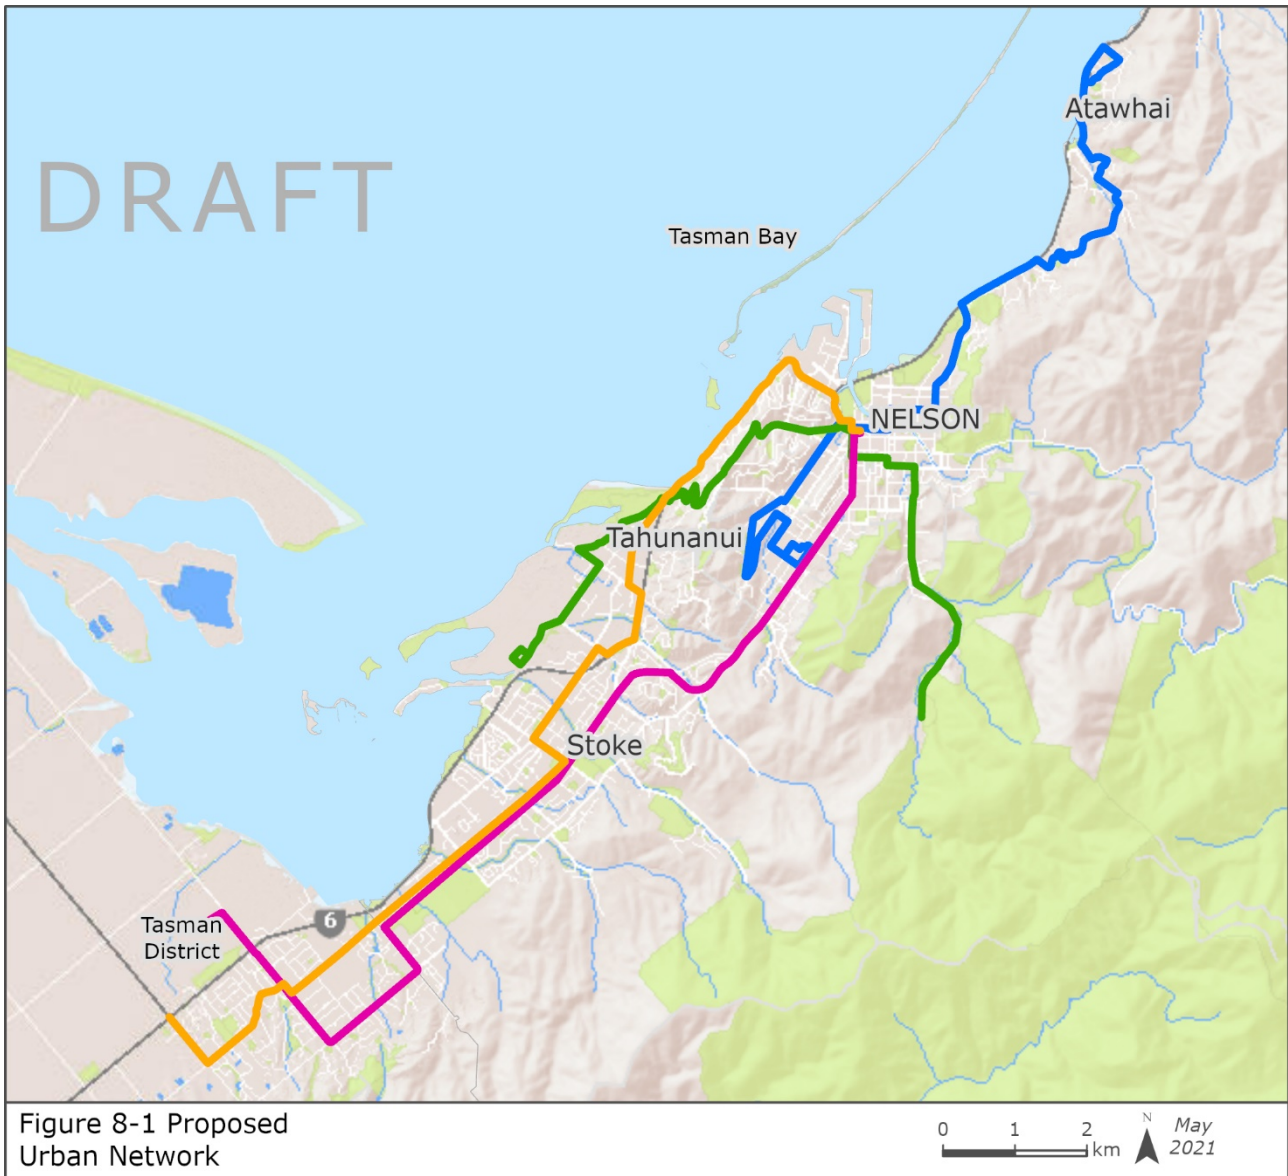 Atawhai
DRAFT
Tasman Bay
NELSON
Tahunanui
Stoke
6
Tasman
District
Figure 8-1 Proposed
Urban Network
0 1 2 km
N
May
2021